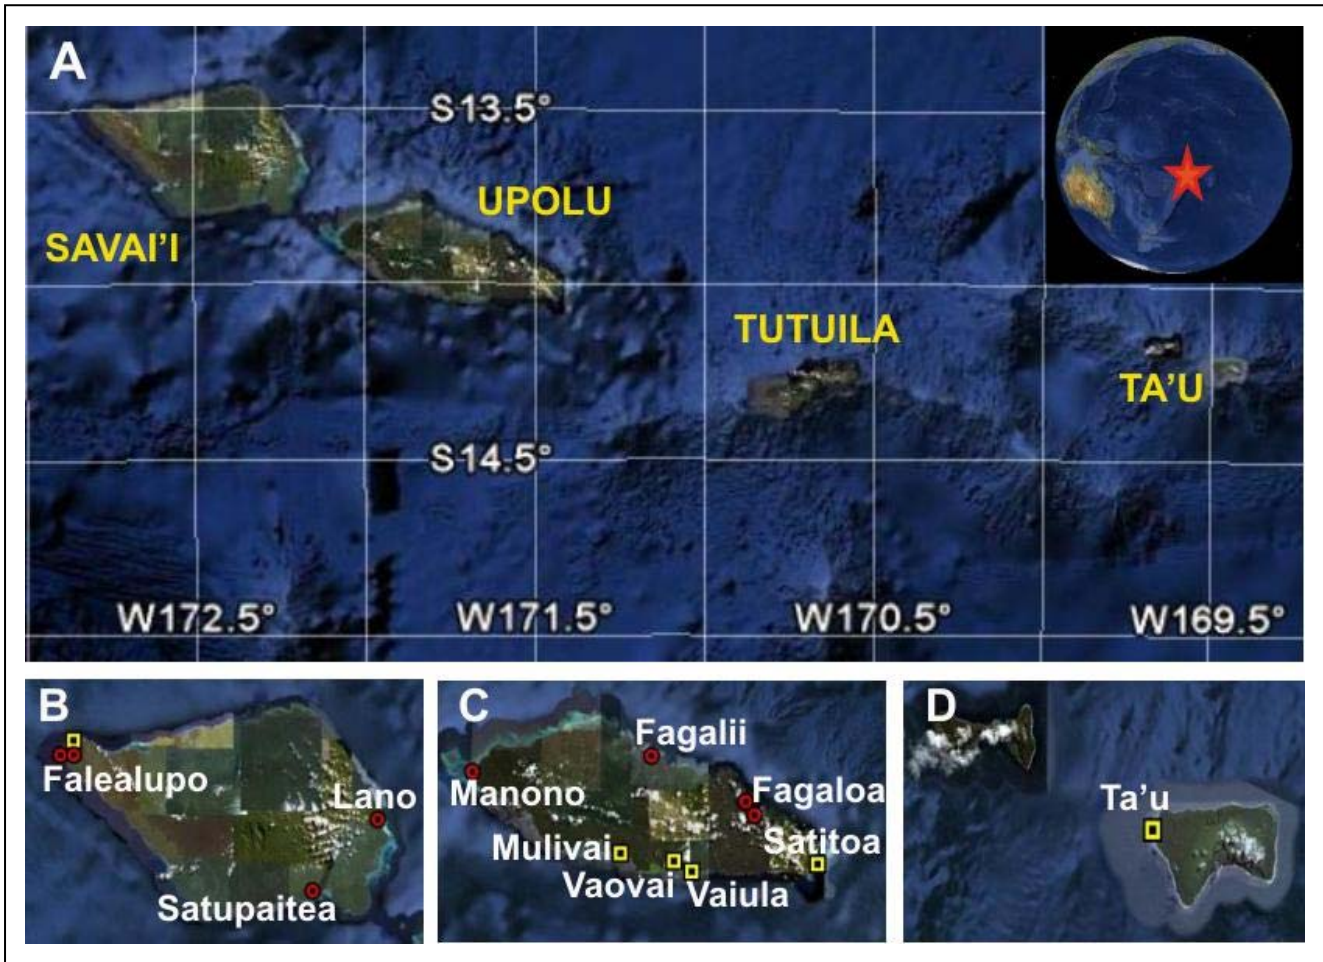 A
S13.5°
UPOLU
SAVAI'I
TUTUILA
TA'U
S14.5°
W172.5°
W171.5°
W170.5°
W169.5°
B
Falealupo
Lano
Satupaitea
C
Fagalii
Manono
Fagaloa
Mulivai
Satitoa
Vaovai
Vaiula
D
Ta'u